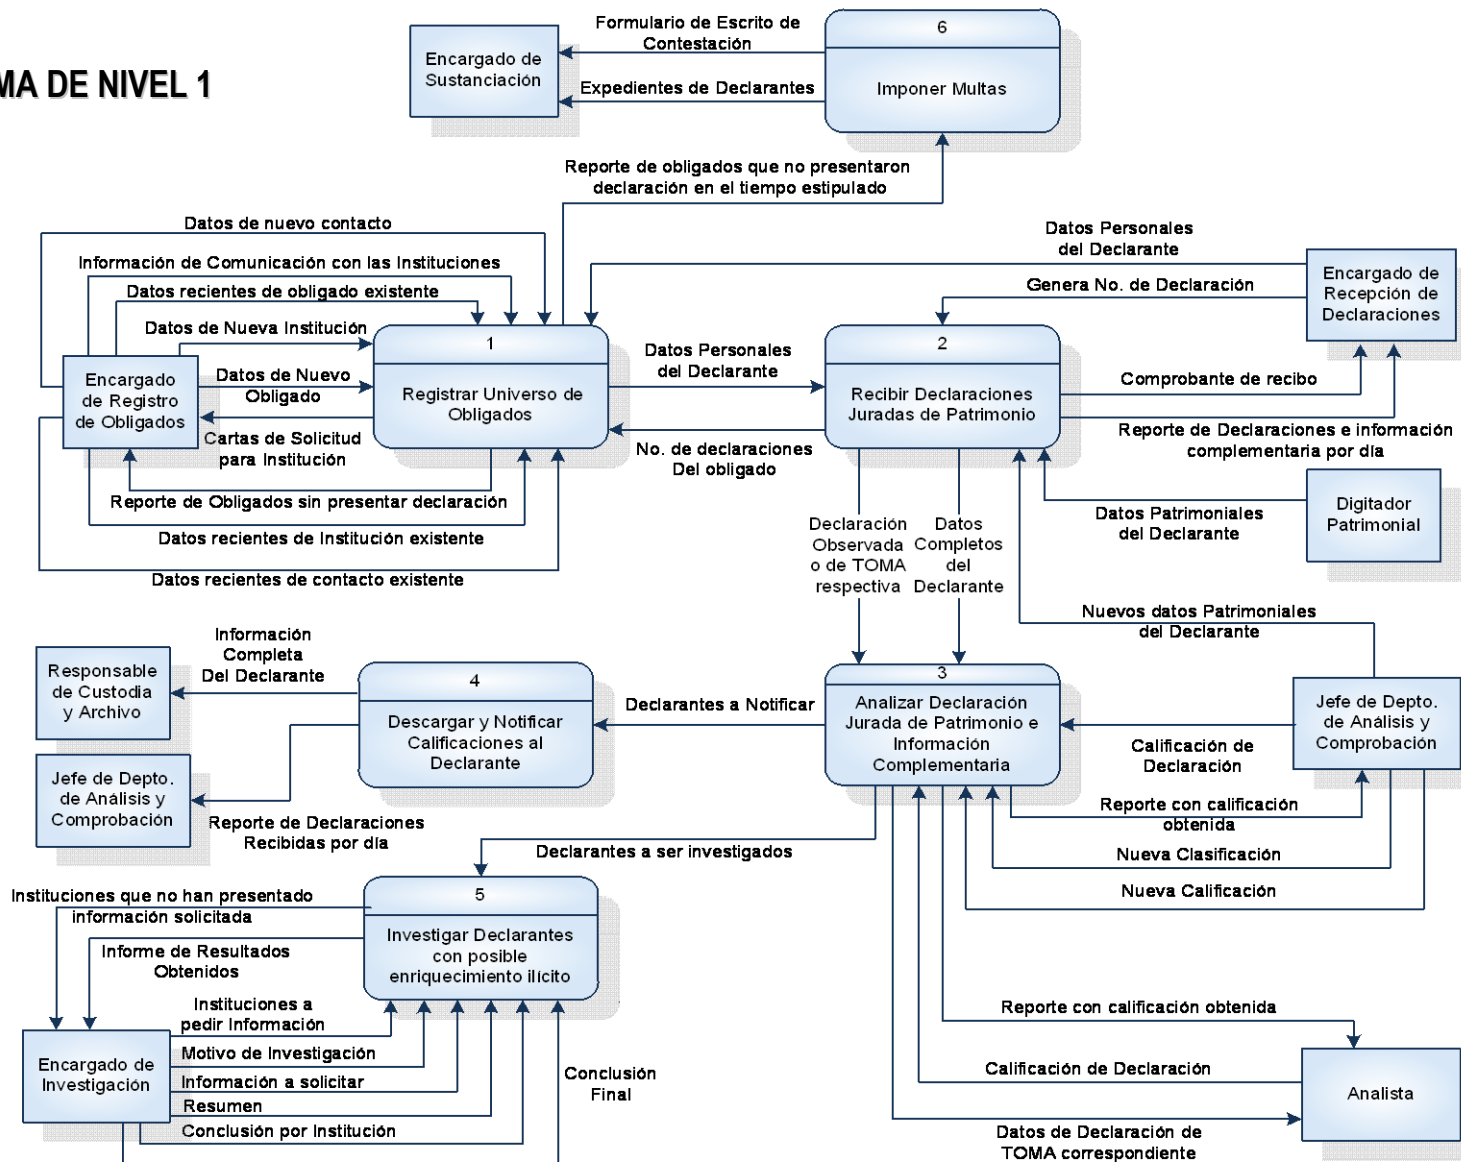 MA DE NIVEL 1
Encargado de
Sustanciación
Formulario de Escrito de
Contestación
Expedientes de Declarantes
6
Imponer Multas
Reporte de obligados que no presentaron
declaración en el tiempo estipulado
Datos de nuevo contacto
Información de Comunicación con las Instituciones
Datos recientes de obligado existente
Datos de Nueva Institución
Encargado
de Registro
de Obligados
Datos de Nuevo
Obligado
Cartas de Solicitud
para Institución
Reporte de Obligados sin presentar declaración
Datos recientes de Institución existente
Datos recientes de contacto existente
1
Registrar Universo de
Obligados
Datos Personales
del Declarante
No. de declaraciones
Del obligado
2
Recibir Declaraciones
Juradas de Patrimonio
Datos Personales
del Declarante
Genera No. de Declaración
Encargado de
Recepción de
Declaraciones
Comprobante de recibo
Reporte de Declaraciones e información
complementaria por día
Datos Patrimoniales
del Declarante
Digitador
Patrimonial
Declaración
Observada
o de TOMA
respectiva
Datos
Completos
del
Declarante
Nuevos datos Patrimoniales
del Declarante
Responsable
de Custodia
y Archivo
Información
Completa
Del Declarante
4
Descargar y Notificar
Calificaciones al
Declarante
Declarantes a Notificar
3
Analizar Declaración
Jurada de Patrimonio e
Información
Complementaria
Calificación de
Declaración
Jefe de Depto.
de Análisis y
Comprobación
Jefe de Depto.
de Análisis y
Comprobación
Reporte de Declaraciones
Recibidas por día
Reporte con calificación
obtenida
Nueva Clasificación
Nueva Calificación
Declarantes a ser investigados
Instituciones que no han presentado
información solicitada
Informe de Resultados
Obtenidos
5
Investigar Declarantes
con posible
enriquecimiento ilícito
Encargado de
Investigación
Instituciones a
pedir Información
Motivo de Investigación
Información a solicitar
Resumen
Conclusión por Institución
Conclusión
Final
Reporte con calificación obtenida
Calificación de Declaración
Analista
Datos de Declaración de
TOMA correspondiente